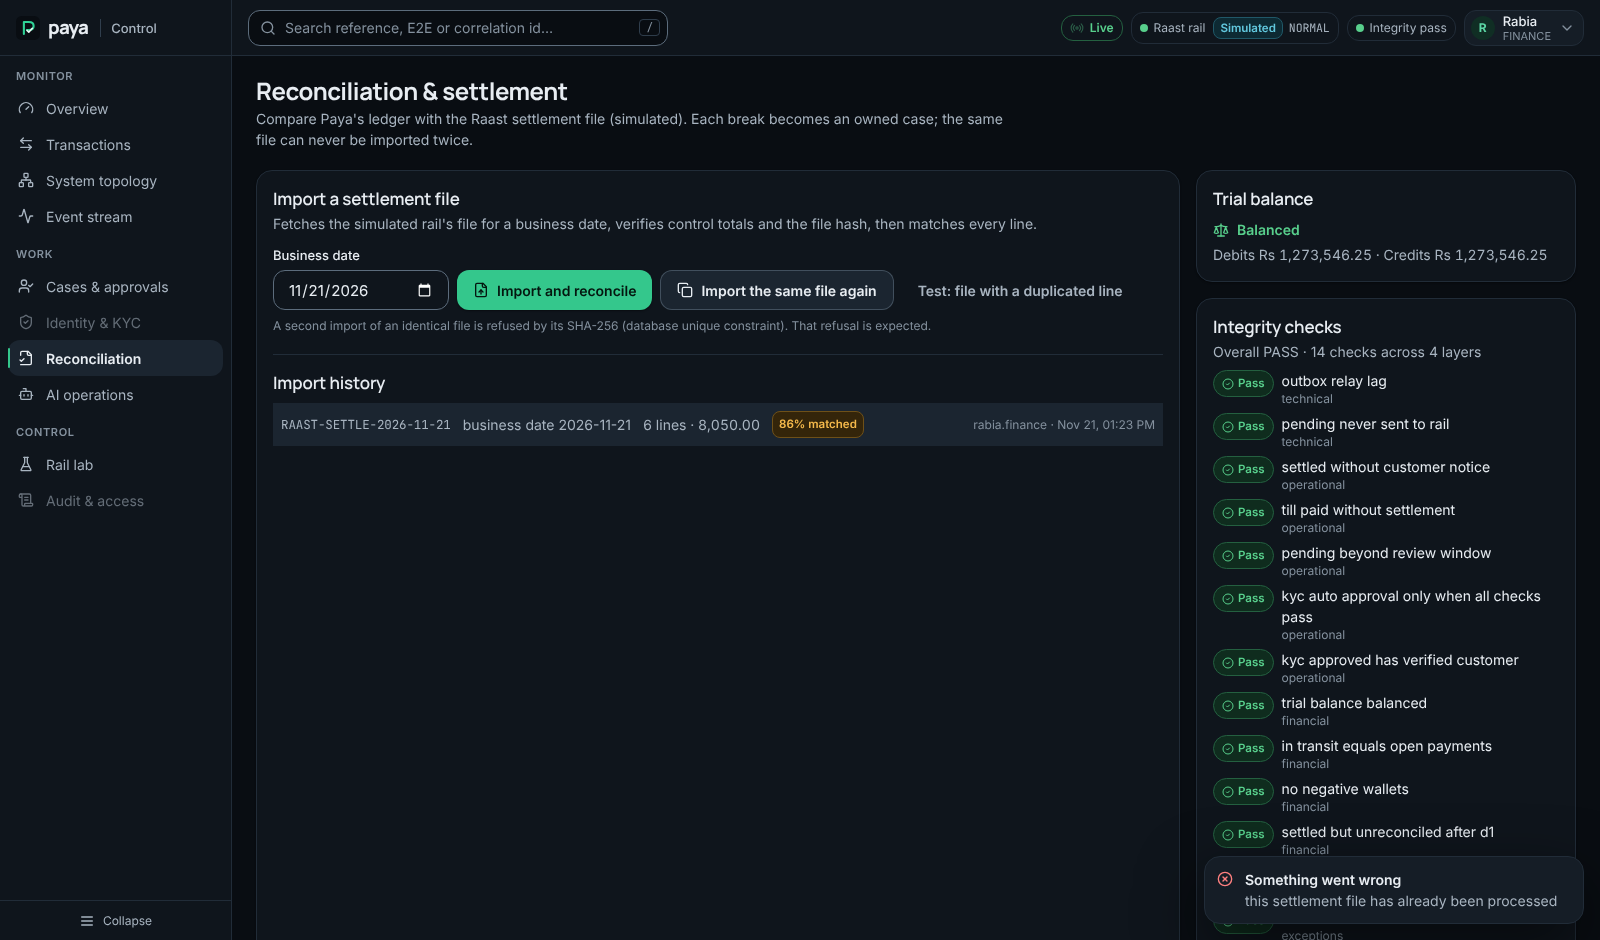 paya Control
Search reference, E2E or correlation id... /
Live
Raast rail Simulated NORMAL
Integrity pass
R Rabia
FINANCE
MONITOR
Overview
Transactions
System topology
Event stream
WORK
Cases & approvals
Identity & KYC
Reconciliation
AI operations
CONTROL
Rail lab
Audit & access
Collapse
Reconciliation & settlement
Compare Paya's ledger with the Raast settlement file (simulated). Each break becomes an owned case; the same
file can never be imported twice.
Import a settlement file
Fetches the simulated rail's file for a business date, verifies control totals and the file hash, then matches every line.
Business date
11/21/2026 Import and reconcile Import the same file again Test: file with a duplicated line
A second import of an identical file is refused by its SHA-256 (database unique constraint). That refusal is expected.
Import history
RAAST-SETTLE-2026-11-21 business date 2026-11-21 6 lines · 8,050.00 86% matched rabia.finance · Nov 21, 01:23 PM
Trial balance
Balanced
Debits Rs 1,273,546.25 · Credits Rs 1,273,546.25
Integrity checks
Overall PASS · 14 checks across 4 layers
Pass outbox relay lag
technical
Pass pending never sent to rail
technical
Pass settled without customer notice
operational
Pass till paid without settlement
operational
Pass pending beyond review window
operational
Pass kyc auto approval only when all checks
pass
operational
Pass kyc approved has verified customer
operational
Pass trial balance balanced
financial
Pass in transit equals open payments
financial
Pass no negative wallets
financial
Pass settled but unreconciled after d1
financial
Something went wrong
this settlement file has already been processed
exceptions